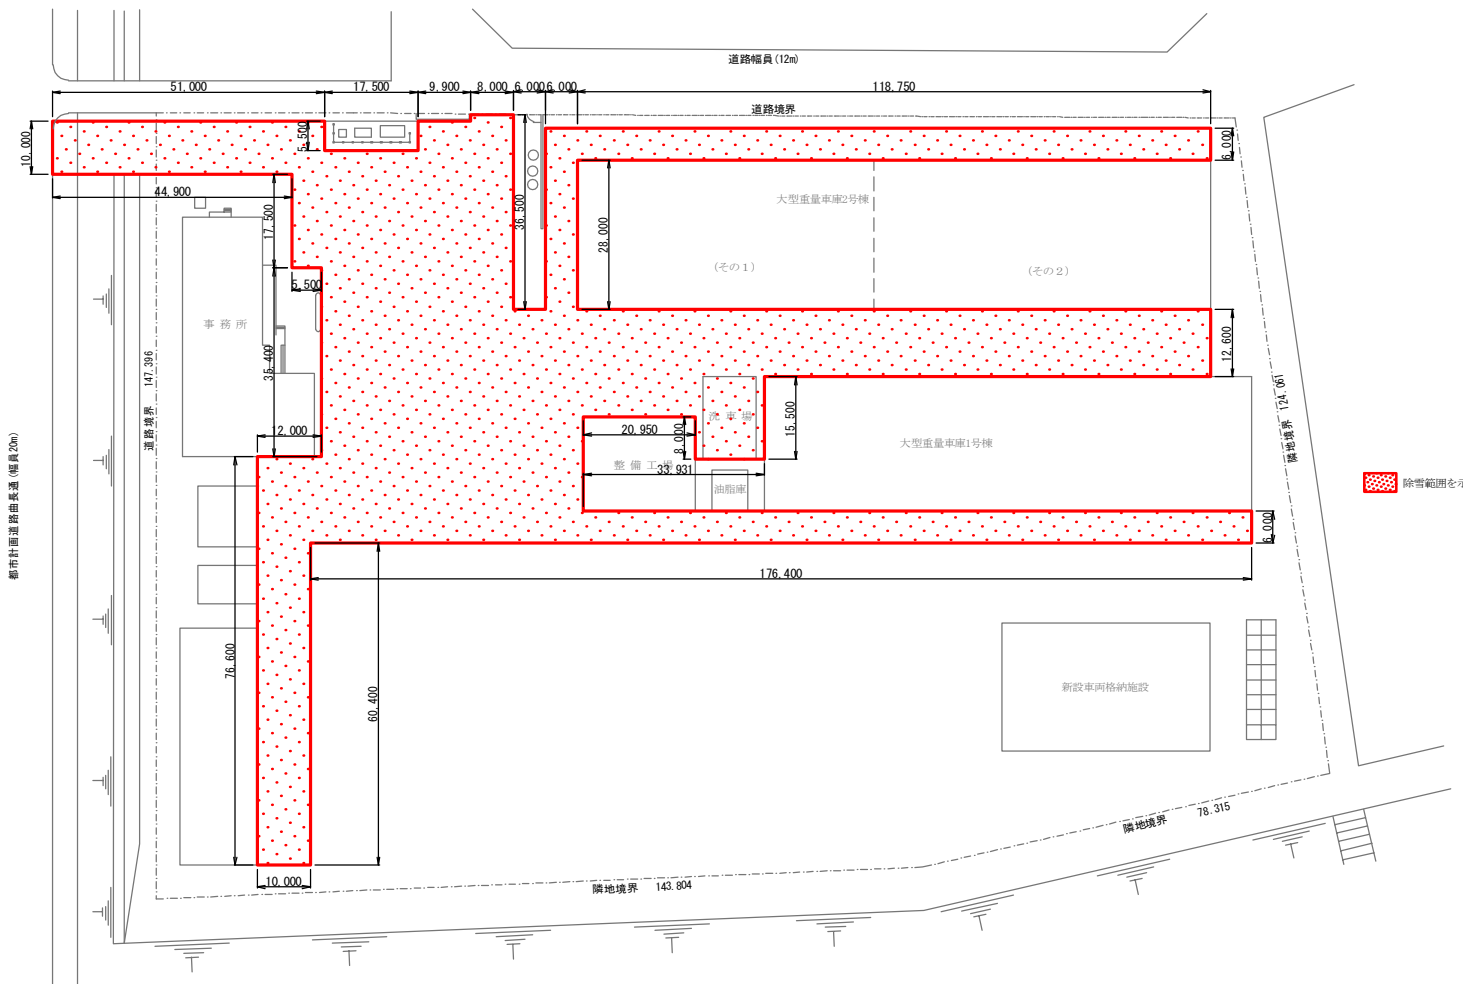 道路幅員(12m)
51.000
17.500
9.900
8.000
6.000
6.000
118.750
道路境界
10.000
5.500
6.000
44.900
17.500
36.500
28.000
大型重量車庫2号棟
(その1)
(その2)
5.500
事務所
35.400
12.600
道路境界 147.396
隣地境界 124.061
12.000
20.950
8.000
洗車場
15.500
大型重量車庫1号棟
整備工場
33.931
油脂庫
除雪範囲を示
都市計画道路曲長通(幅員20m)
6.000
176.400
76.600
60.400
新設車両格納施設
10.000
隣地境界 143.804
隣地境界 78.315